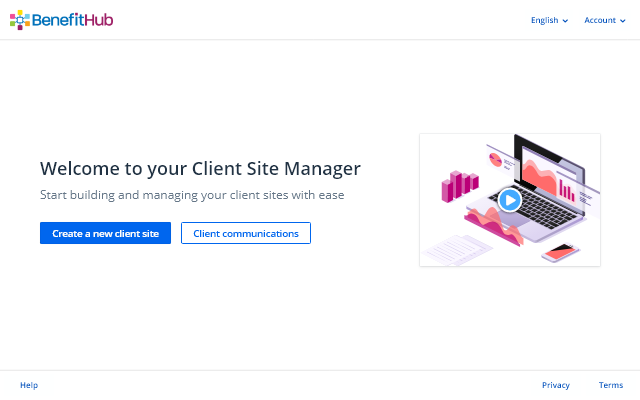 BenefitHub
English
Account
Welcome to your Client Site Manager
Start building and managing your client sites with ease
Create a new client site
Client communications
Help
Privacy
Terms